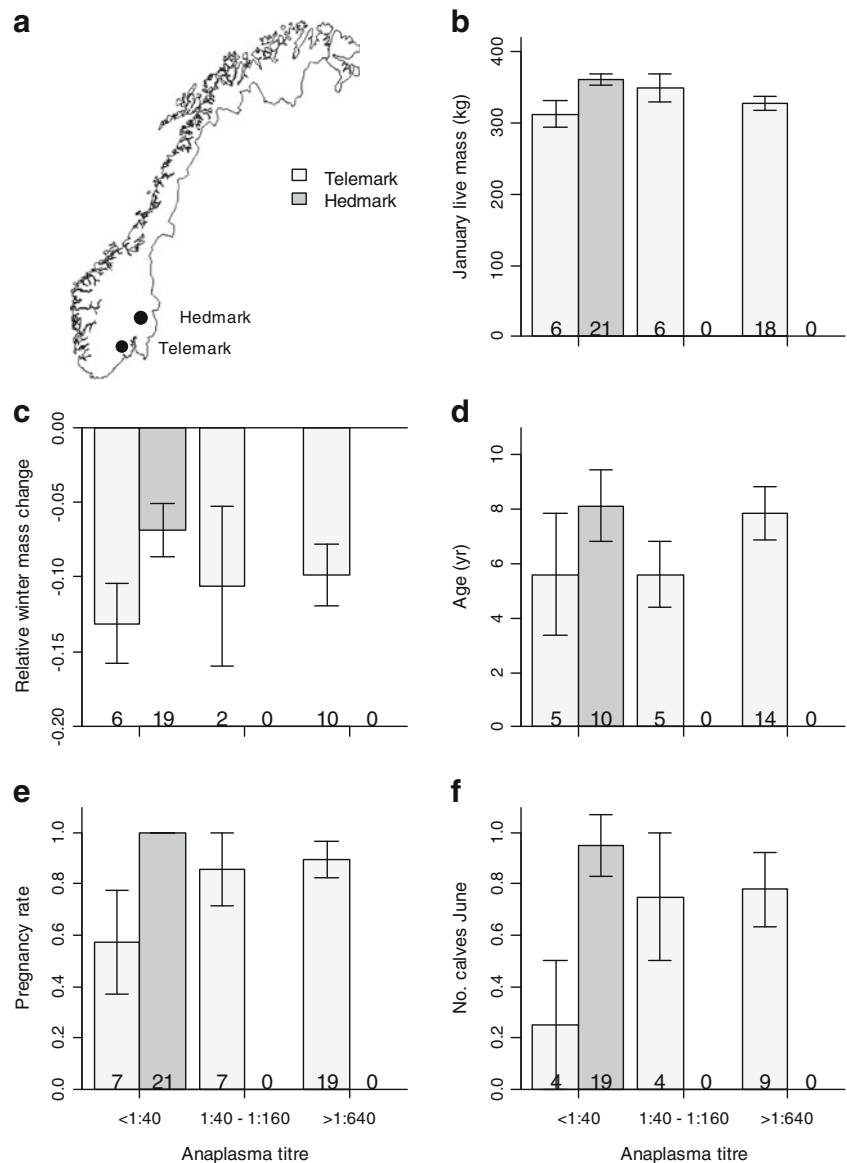 a
Telemark
Hedmark
Hedmark
Telemark
b
January live mass (kg)
400
300
200
100
0
6 21 6 0 18 0
c
Relative winter mass change
0.00
-0.05
-0.10
-0.15
-0.20
6 19 2 0 10 0
d
Age (yr)
10
8
6
4
2
0
5 10 5 0 14 0
e
Pregnancy rate
1.0
0.8
0.6
0.4
0.2
0.0
7 21 7 0 19 0
<1:40 1:40 - 1:160 >1:640
Anaplasma titre
f
No. calves June
1.0
0.8
0.6
0.4
0.2
0.0
4 19 4 0 9 0
<1:40 1:40 - 1:160 >1:640
Anaplasma titre